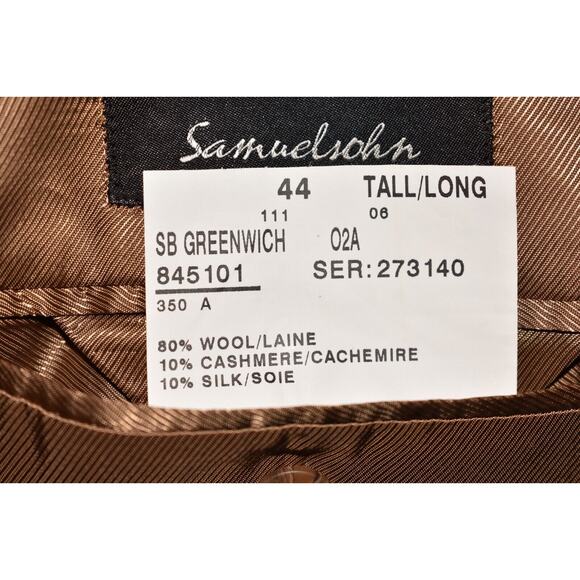 Samuelsohn
44 TALL/LONG
111 06
SB GREENWICH 02A
845101 SER:273140
350 A
80% WOOL/LAINE
10% CASHMERE/CACHEMIRE
10% SILK/SOIE